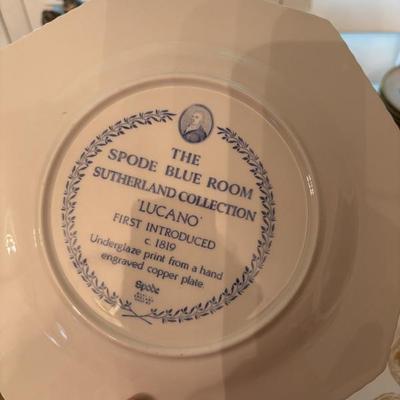 THE
SPODE BLUE ROOM
SUTHERLAND COLLECTION
'LUCANO'
FIRST INTRODUCED
c. 1819
Underglaze print from a hand
engraved copper plate.
Spode